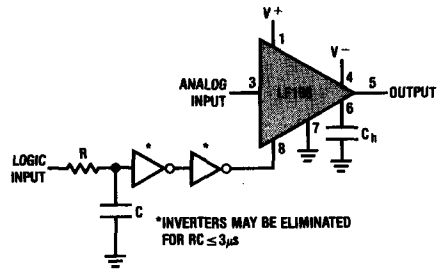 V+
1
V-
ANALOG
INPUT
3
4
5
OUTPUT
6
7
8
Ch
LOGIC
INPUT
R
*
*
C
*INVERTERS MAY BE ELIMINATED
FOR RC ≤ 3μs